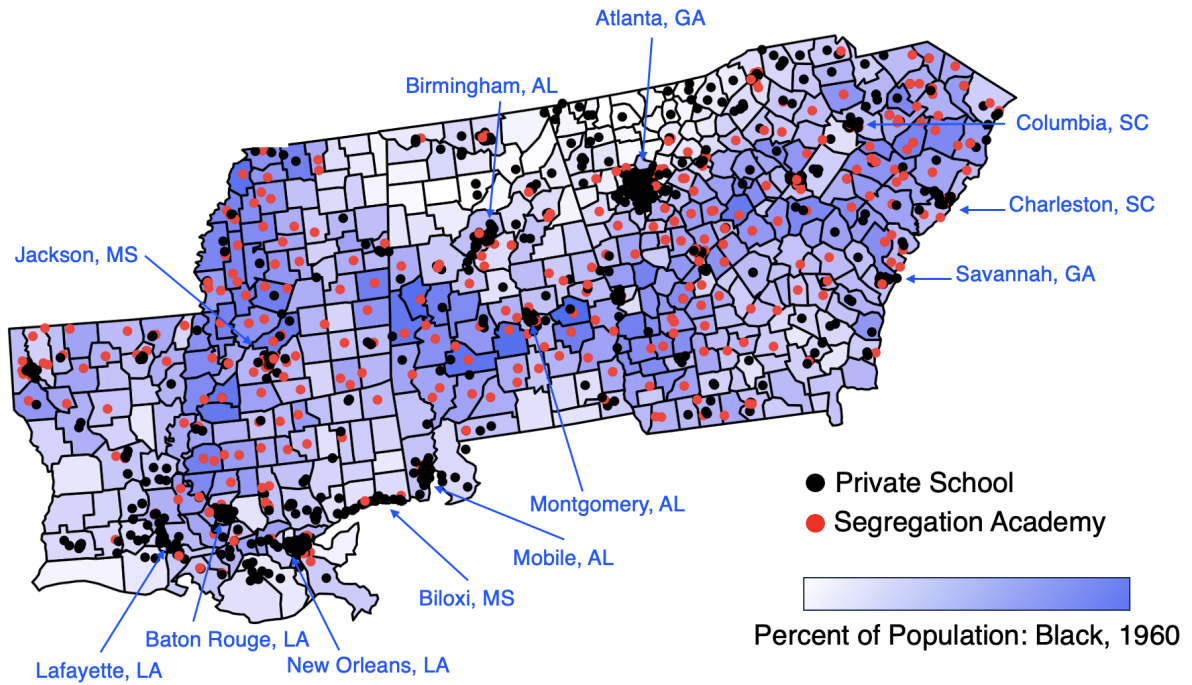 Atlanta, GA
Birmingham, AL
Columbia, SC
Charleston, SC
Jackson, MS
Savannah, GA
Private School
Montgomery, AL
Segregation Academy
Mobile, AL
Biloxi, MS
Baton Rouge, LA
Percent of Population: Black, 1960
Lafayette, LA
New Orleans, LA